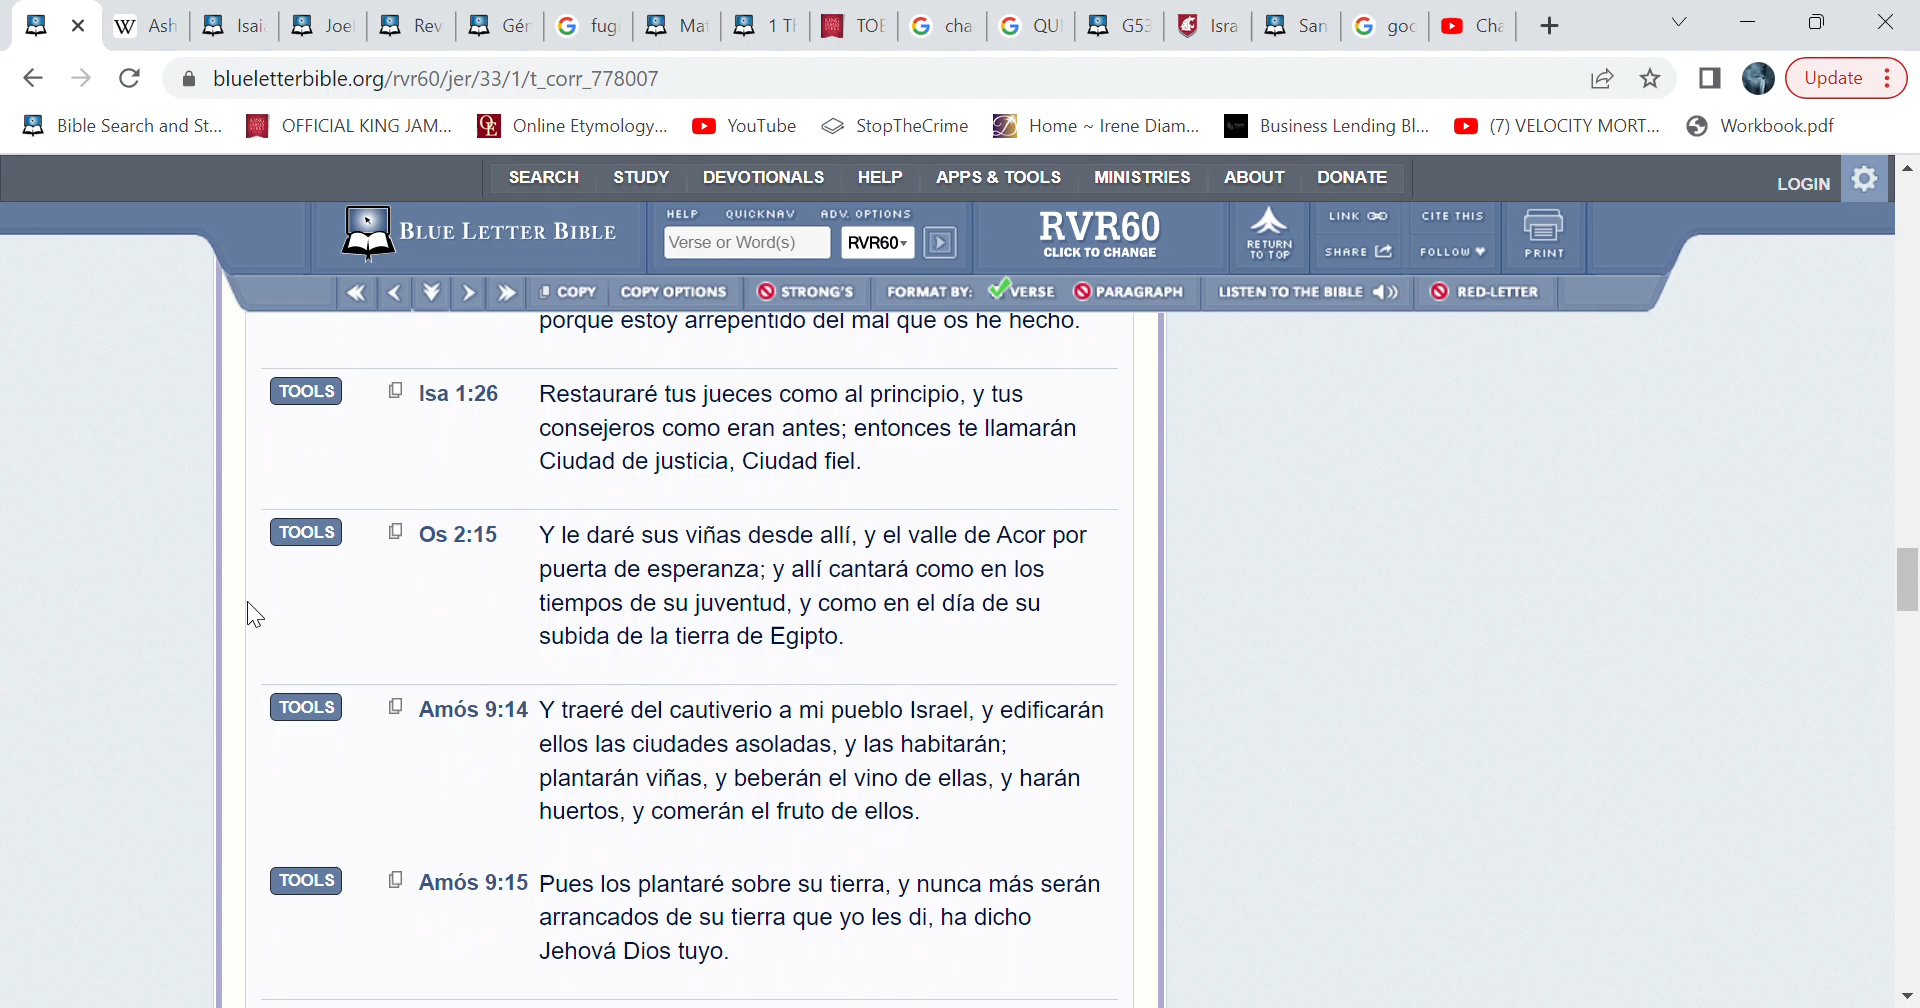 Ash
Isai
Joel
Rev
Gér
fug
Mat
1 Th
TOB
cha
QUI
G53
Isra
San
goo
Cha
blueletterbible.org/rvr60/jer/33/1/t_corr_778007
Update
Bible Search and St...
OFFICIAL KING JAM...
Online Etymology...
YouTube
StopTheCrime
Home ~ Irene Diam...
Business Lending Bl...
(7) VELOCITY MORT...
Workbook.pdf
SEARCH STUDY DEVOTIONALS HELP APPS & TOOLS MINISTRIES ABOUT DONATE
LOGIN
BLUE LETTER BIBLE
HELP QUICKNAV ADV. OPTIONS
Verse or Word(s)
RVR60
RVR60
CLICK TO CHANGE
RETURN
TO TOP
LINK
CITE THIS
SHARE
FOLLOW
PRINT
COPY COPY OPTIONS STRONG'S FORMAT BY: VERSE PARAGRAPH LISTEN TO THE BIBLE RED-LETTER
porque estoy arrepentido del mal que os he hecho.
TOOLS Isa 1:26 Restauraré tus jueces como al principio, y tus
consejeros como eran antes; entonces te llamarán
Ciudad de justicia, Ciudad fiel.
TOOLS Os 2:15 Y le daré sus viñas desde allí, y el valle de Acor por
puerta de esperanza; y allí cantará como en los
tiempos de su juventud, y como en el día de su
subida de la tierra de Egipto.
TOOLS Amós 9:14 Y traeré del cautiverio a mi pueblo Israel, y edificarán
ellos las ciudades asoladas, y las habitarán;
plantarán viñas, y beberán el vino de ellas, y harán
huertos, y comerán el fruto de ellos.
TOOLS Amós 9:15 Pues los plantaré sobre su tierra, y nunca más serán
arrancados de su tierra que yo les di, ha dicho
Jehová Dios tuyo.